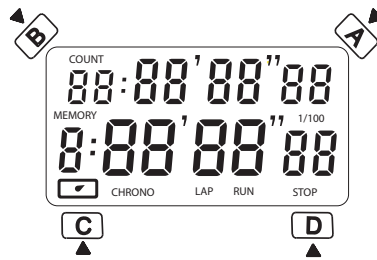 B A
COUNT
88:88'88"88
MEMORY 1/100
8:88'88"88
CHRONO LAP RUN STOP
C D